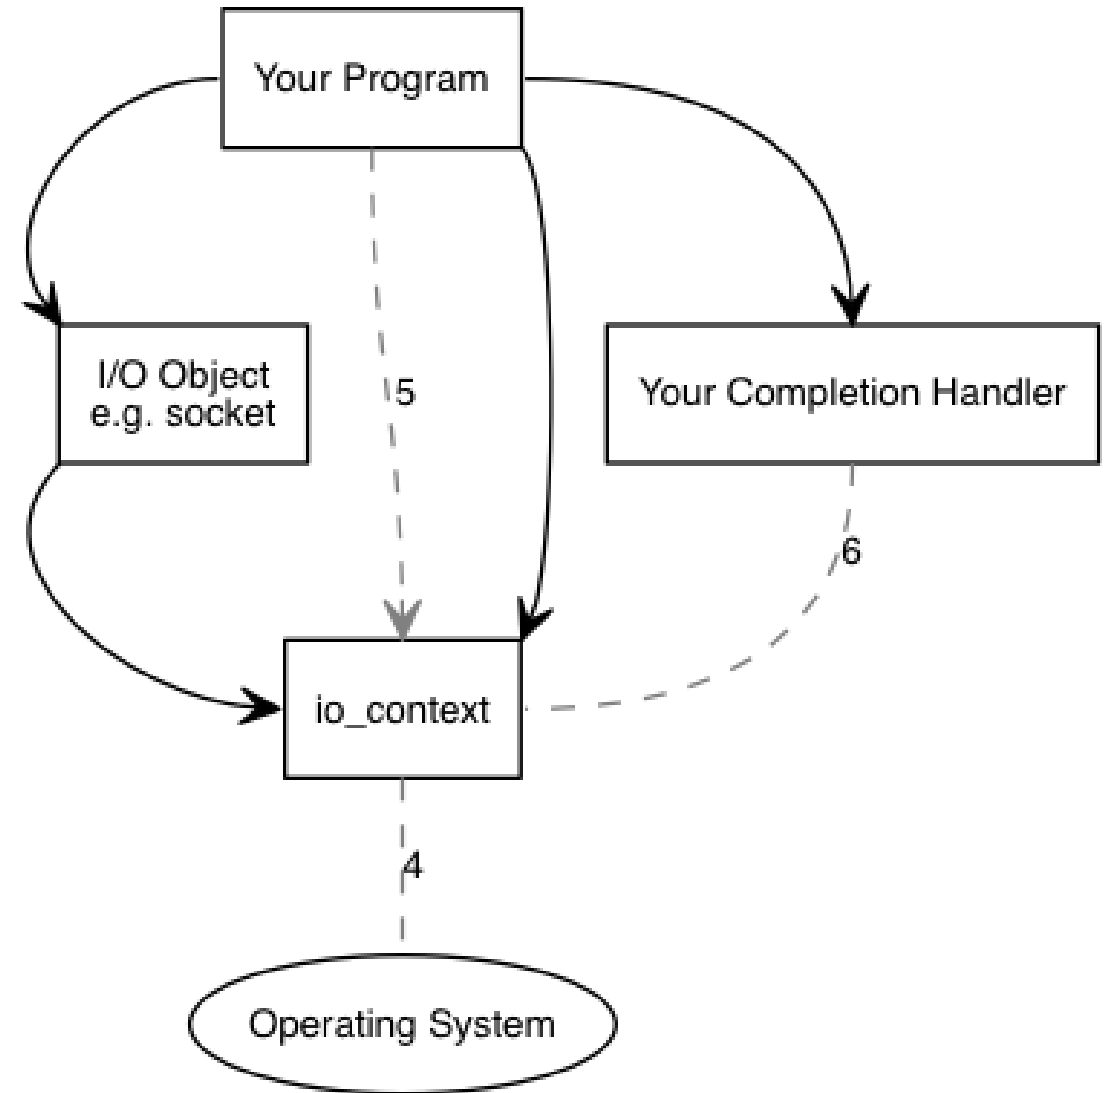 Your Program
I/O Object
e.g. socket
5
Your Completion Handler
6
io_context
4
Operating System